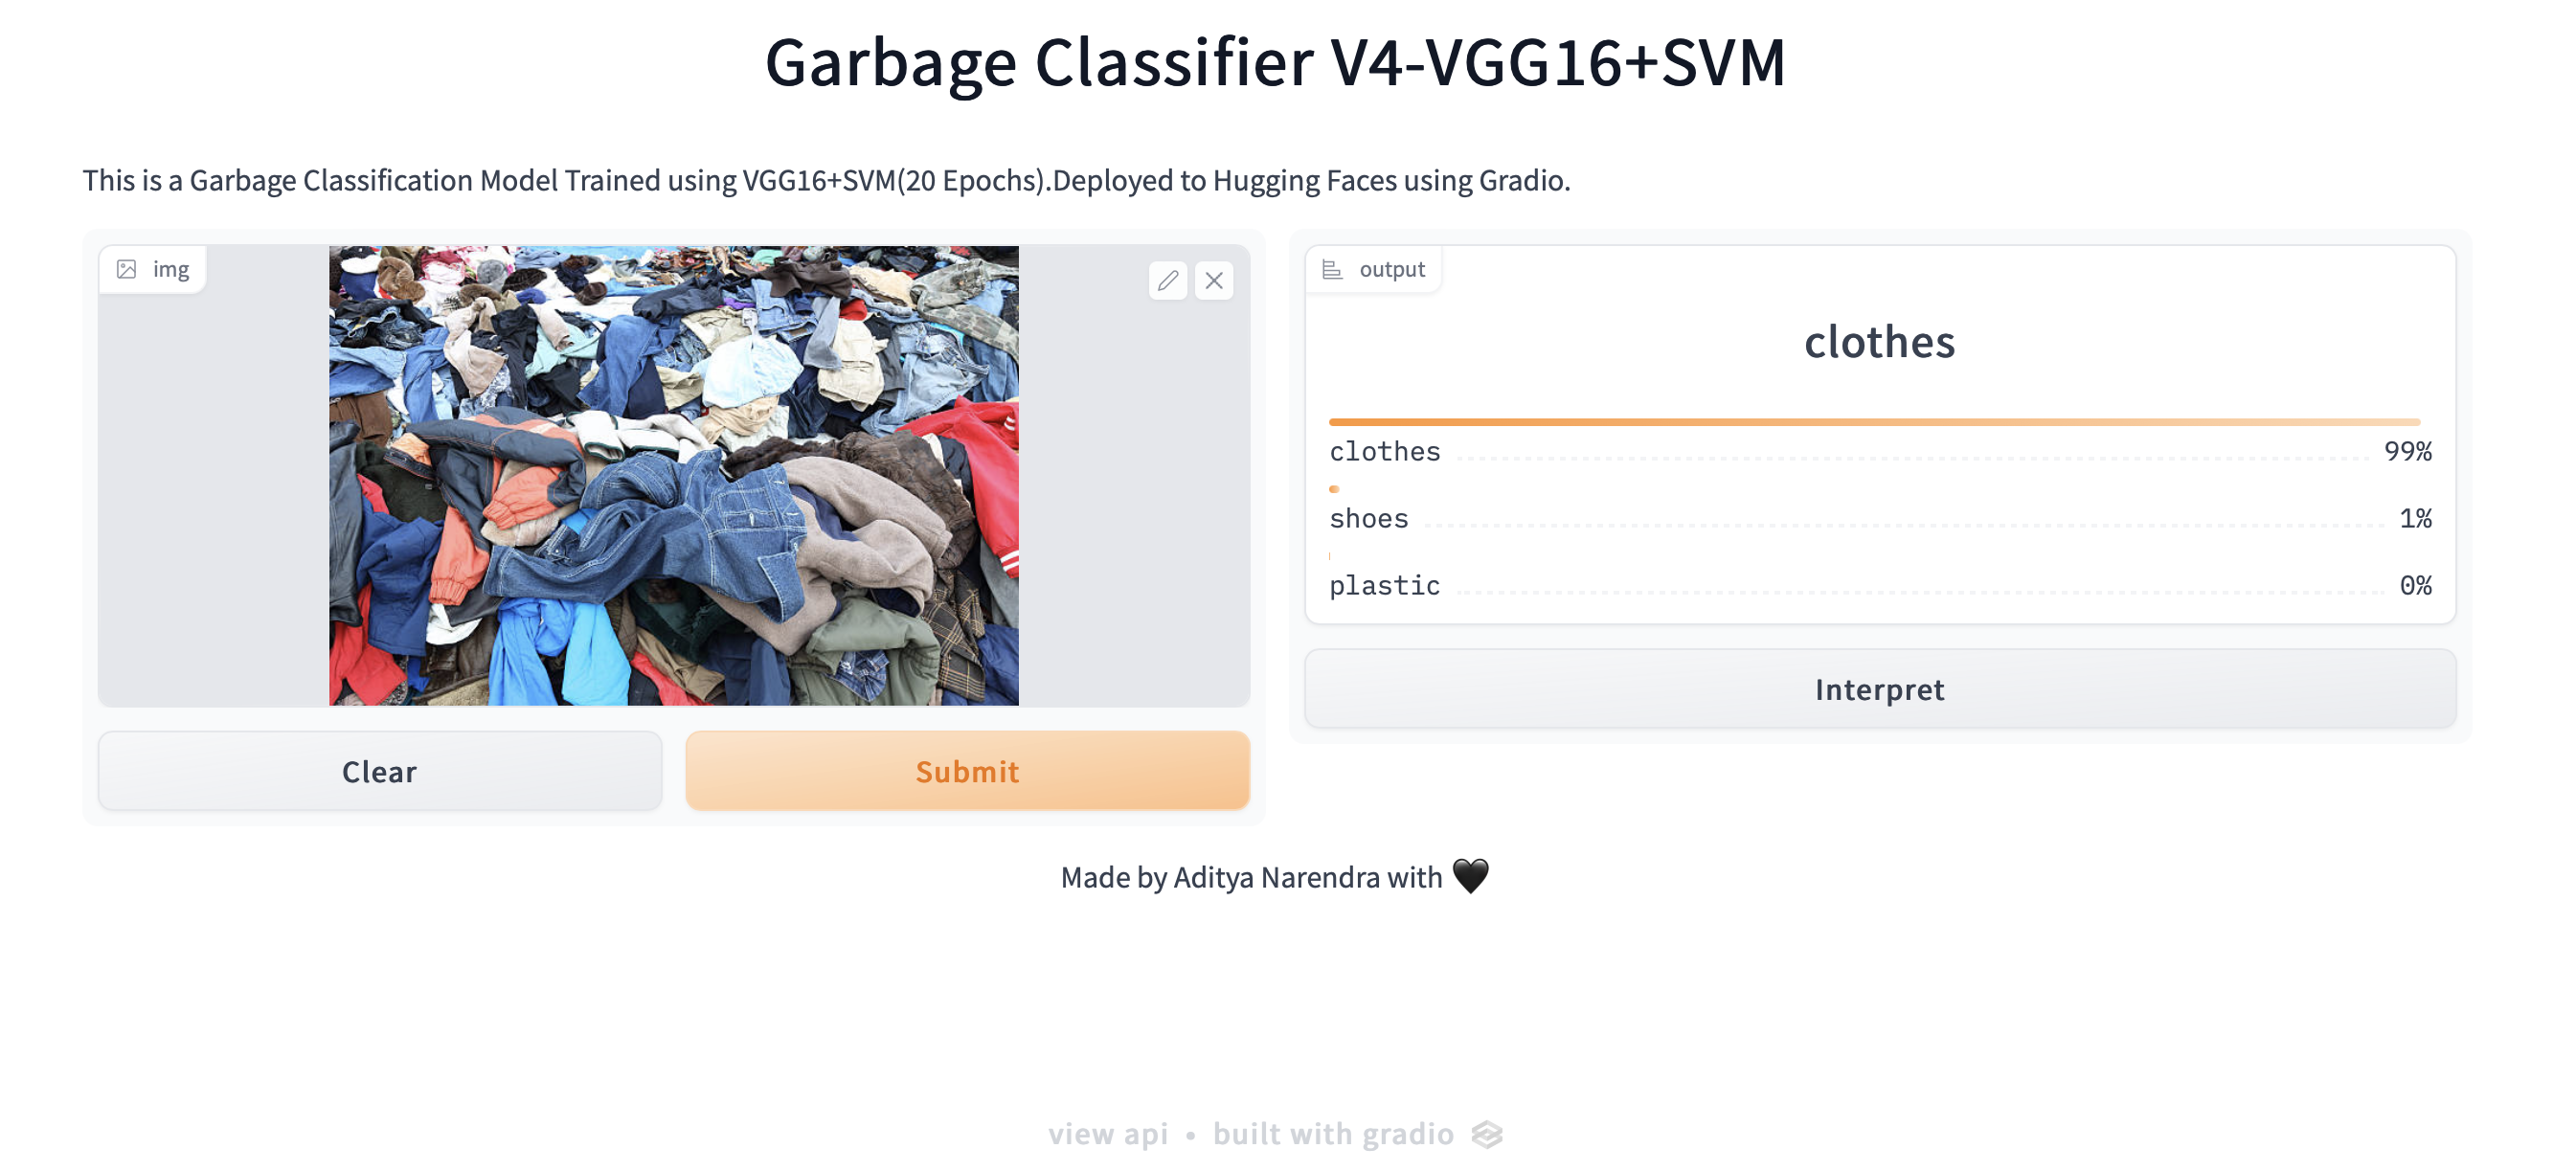 Garbage Classifier V4-VGG16+SVM
This is a Garbage Classification Model Trained using VGG16+SVM(20 Epochs).Deployed to Hugging Faces using Gradio.
img
Clear
Submit
output
clothes
clothes 99%
shoes 1%
plastic 0%
Interpret
Made by Aditya Narendra with 🖤
view api • built with gradio